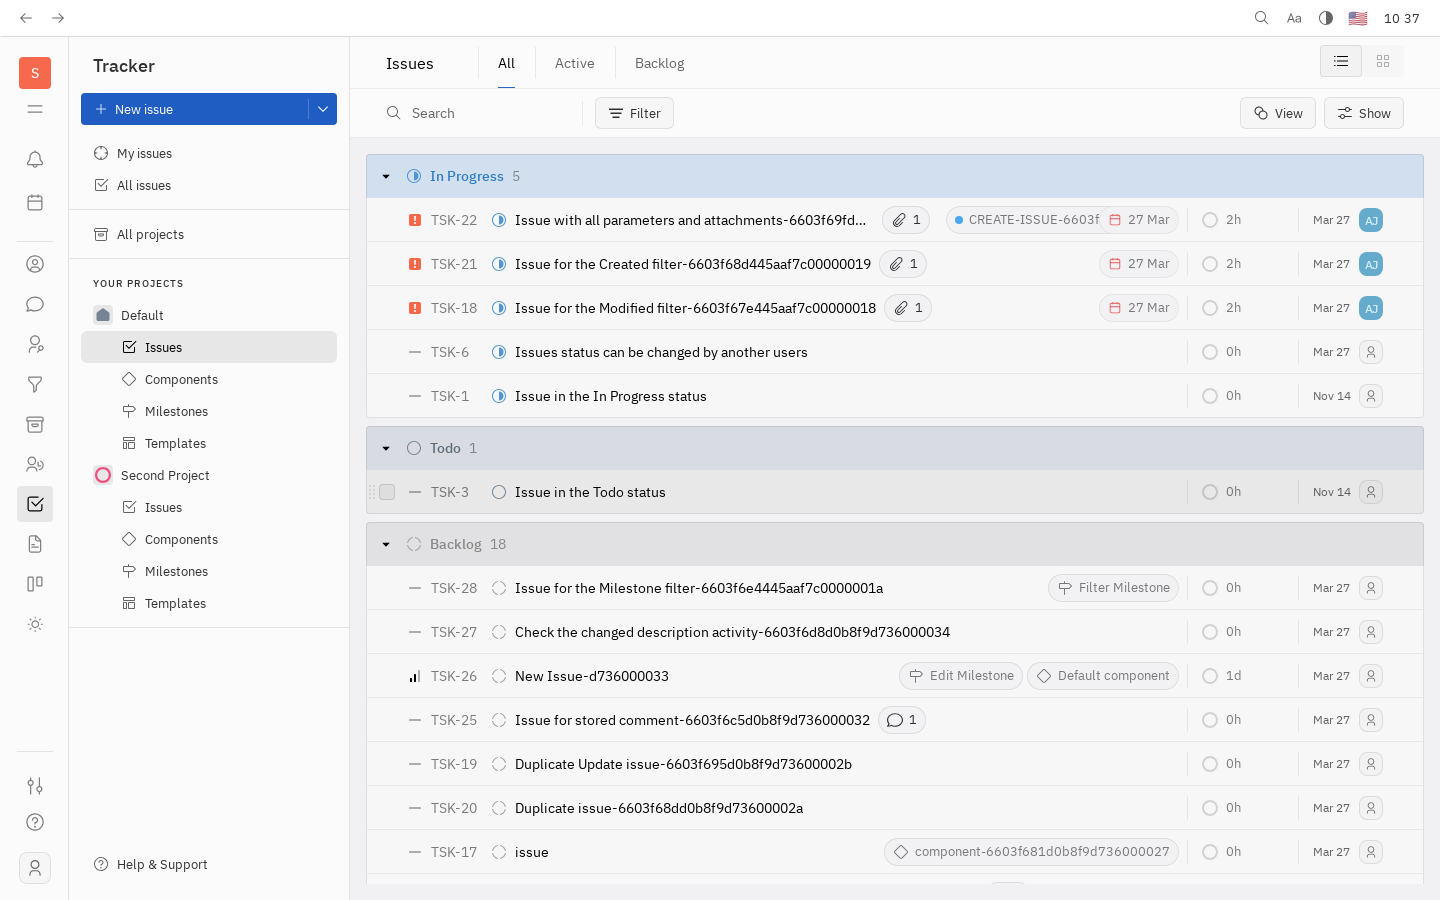 Aa
10 37
S
Tracker
New issue
My issues
All issues
All projects
YOUR PROJECTS
Default
Issues
Components
Milestones
Templates
Second Project
Issues
Components
Milestones
Templates
Help & Support
Issues
All
Active
Backlog
Search
Filter
View
Show
In Progress 5
TSK-22 Issue with all parameters and attachments-6603f69fd... 1 CREATE-ISSUE-6603f 27 Mar 2h Mar 27 AJ
TSK-21 Issue for the Created filter-6603f68d445aaf7c00000019 1 27 Mar 2h Mar 27 AJ
TSK-18 Issue for the Modified filter-6603f67e445aaf7c00000018 1 27 Mar 2h Mar 27 AJ
TSK-6 Issues status can be changed by another users 0h Mar 27
TSK-1 Issue in the In Progress status 0h Nov 14
Todo 1
TSK-3 Issue in the Todo status 0h Nov 14
Backlog 18
TSK-28 Issue for the Milestone filter-6603f6e4445aaf7c0000001a Filter Milestone 0h Mar 27
TSK-27 Check the changed description activity-6603f6d8d0b8f9d736000034 0h Mar 27
TSK-26 New Issue-d736000033 Edit Milestone Default component 1d Mar 27
TSK-25 Issue for stored comment-6603f6c5d0b8f9d736000032 1 0h Mar 27
TSK-19 Duplicate Update issue-6603f695d0b8f9d73600002b 0h Mar 27
TSK-20 Duplicate issue-6603f68dd0b8f9d73600002a 0h Mar 27
TSK-17 issue component-6603f681d0b8f9d736000027 0h Mar 27